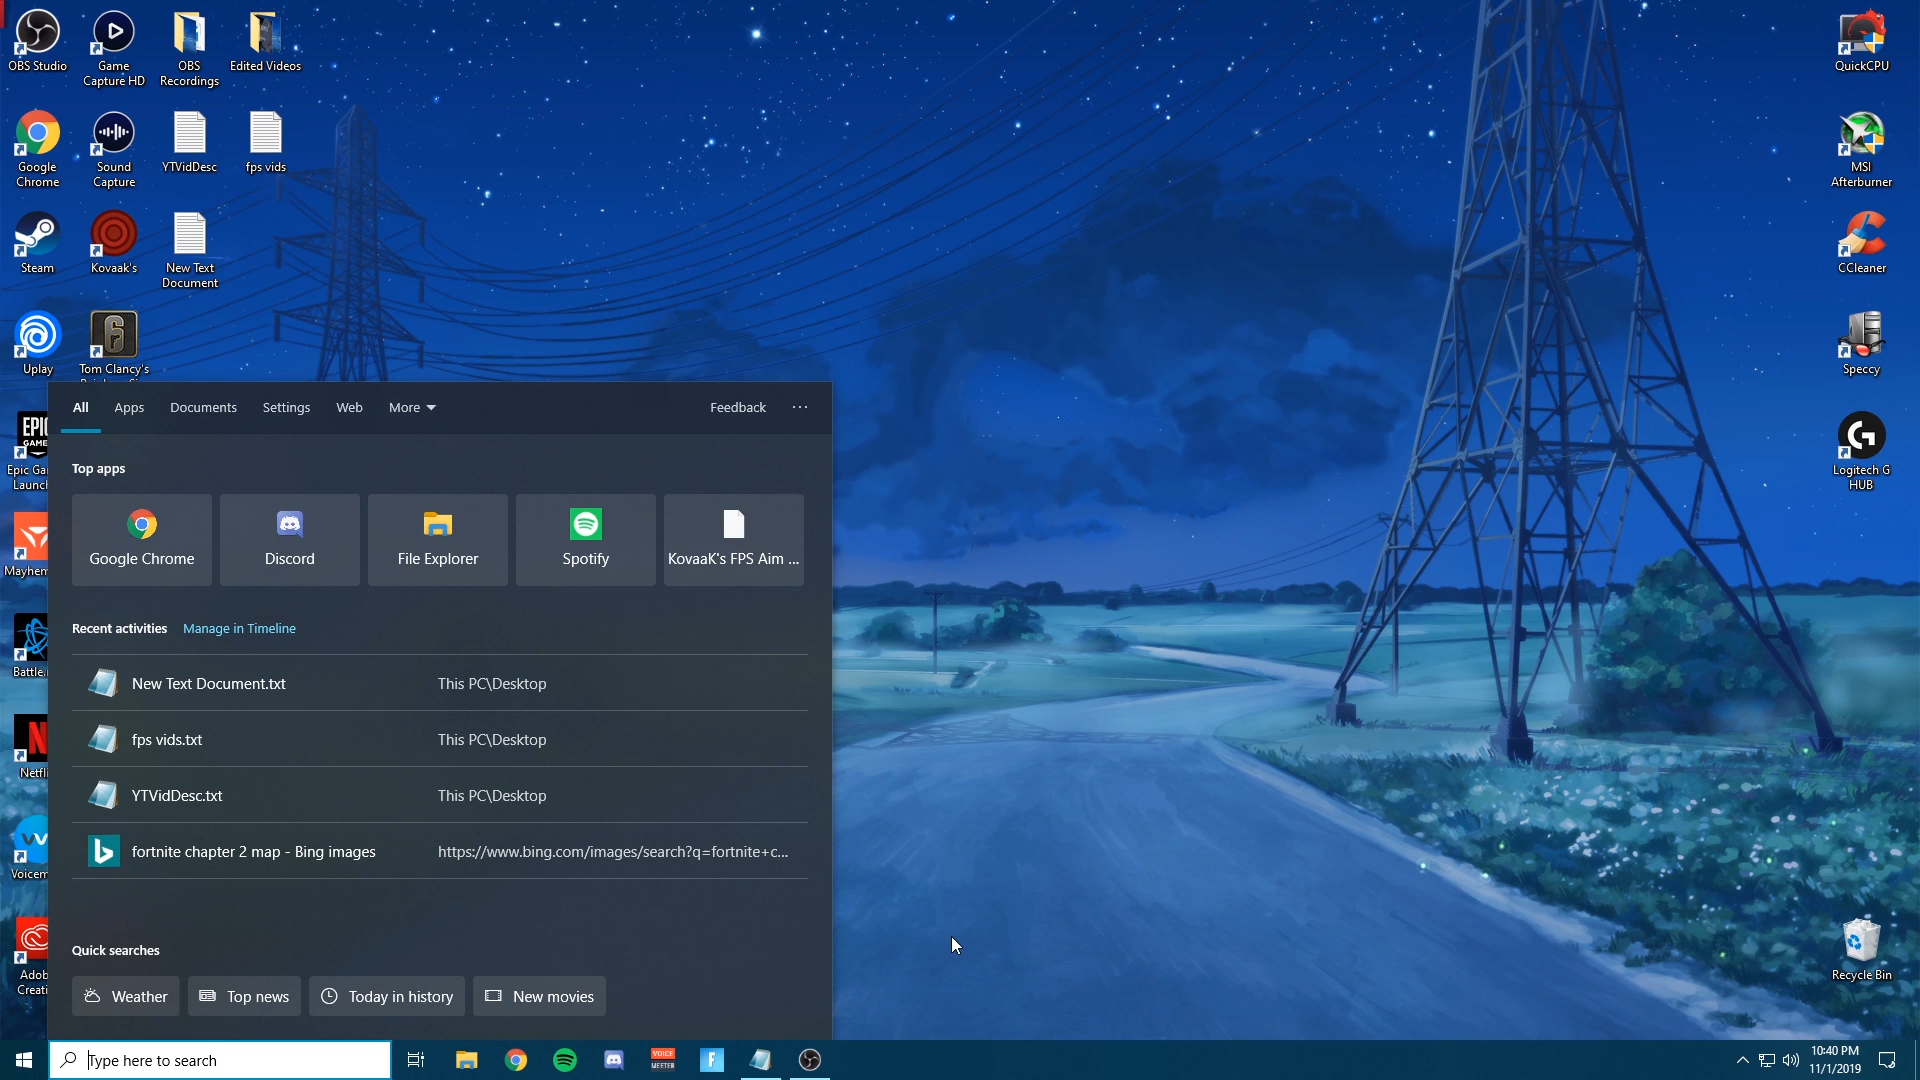 OBS Studio
Game
Capture HD
OBS
Recordings
Edited Videos
QuickCPU
Google
Chrome
Sound
Capture
YTVidDesc
fps vids
MSI
Afterburner
Steam
Kovaak's
New Text
Document
CCleaner
Uplay
Tom Clancy's
Speccy
All
Apps
Documents
Settings
Web
More
Feedback
EPIC
GAME
Epic Ga
Launch
Logitech G
HUB
Top apps
Google Chrome
Discord
File Explorer
Spotify
KovaaK's FPS Aim ...
Mayhem
Recent activities
Manage in Timeline
Battle.
New Text Document.txt
This PC\Desktop
fps vids.txt
This PC\Desktop
Netfl
YTVidDesc.txt
This PC\Desktop
fortnite chapter 2 map - Bing images
https://www.bing.com/images/search?q=fortnite+c...
Voicem
Quick searches
Adob
Creati
Recycle Bin
Weather
Top news
Today in history
New movies
Type here to search
VOICE
MEETER
10:40 PM
11/1/2019